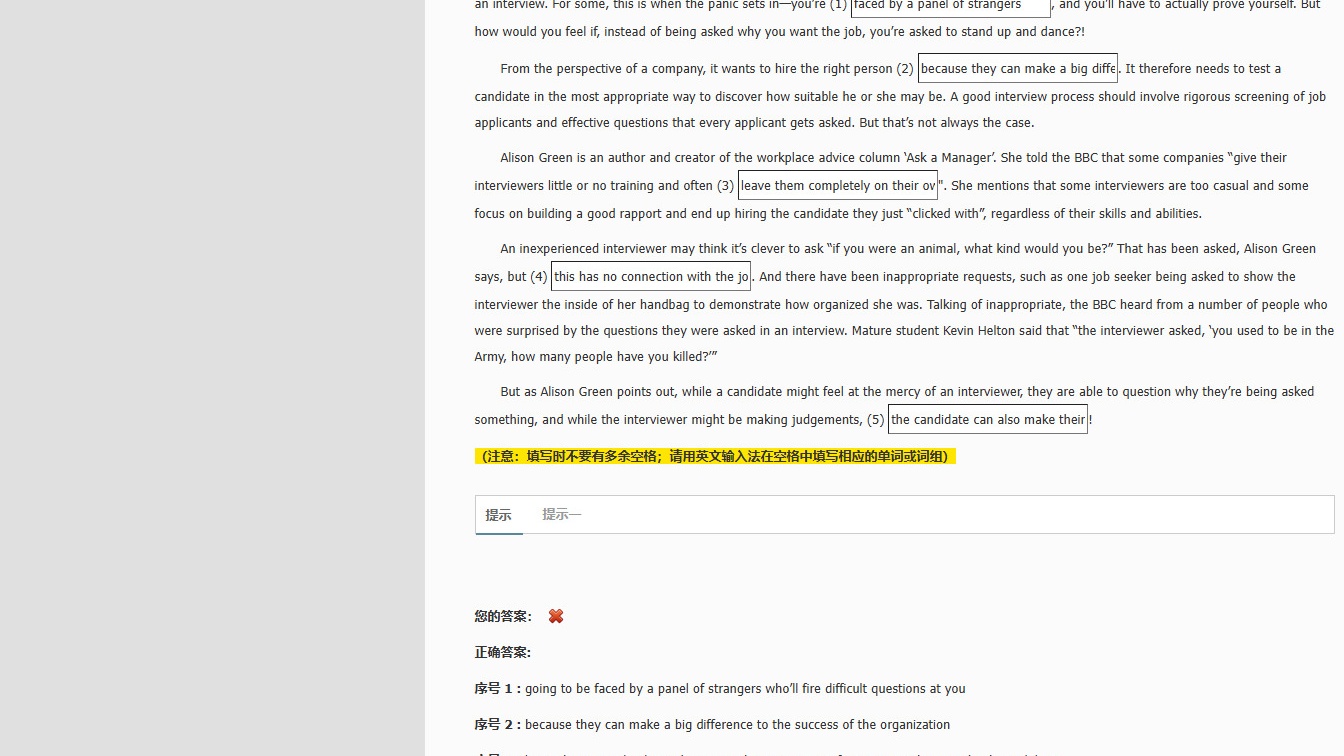 an interview. For some, this is when the panic sets in—you're (1) faced by a panel of strangers , and you'll have to actually prove yourself. But
how would you feel if, instead of being asked why you want the job, you're asked to stand up and dance?!
From the perspective of a company, it wants to hire the right person (2) because they can make a big diffe. It therefore needs to test a
candidate in the most appropriate way to discover how suitable he or she may be. A good interview process should involve rigorous screening of job
applicants and effective questions that every applicant gets asked. But that's not always the case.
Alison Green is an author and creator of the workplace advice column 'Ask a Manager'. She told the BBC that some companies “give their
interviewers little or no training and often (3) leave them completely on their ov". She mentions that some interviewers are too casual and some
focus on building a good rapport and end up hiring the candidate they just “clicked with”, regardless of their skills and abilities.
An inexperienced interviewer may think it's clever to ask “if you were an animal, what kind would you be?” That has been asked, Alison Green
says, but (4) this has no connection with the jo. And there have been inappropriate requests, such as one job seeker being asked to show the
interviewer the inside of her handbag to demonstrate how organized she was. Talking of inappropriate, the BBC heard from a number of people who
were surprised by the questions they were asked in an interview. Mature student Kevin Helton said that “the interviewer asked, 'you used to be in the
Army, how many people have you killed?'”
But as Alison Green points out, while a candidate might feel at the mercy of an interviewer, they are able to question why they're being asked
something, and while the interviewer might be making judgements, (5) the candidate can also make their!
(注意：填写时不要有多余空格；请用英文输入法在空格中填写相应的单词或词组)
提示 提示一
您的答案：
正确答案:
序号 1：going to be faced by a panel of strangers who'll fire difficult questions at you
序号 2：because they can make a big difference to the success of the organization